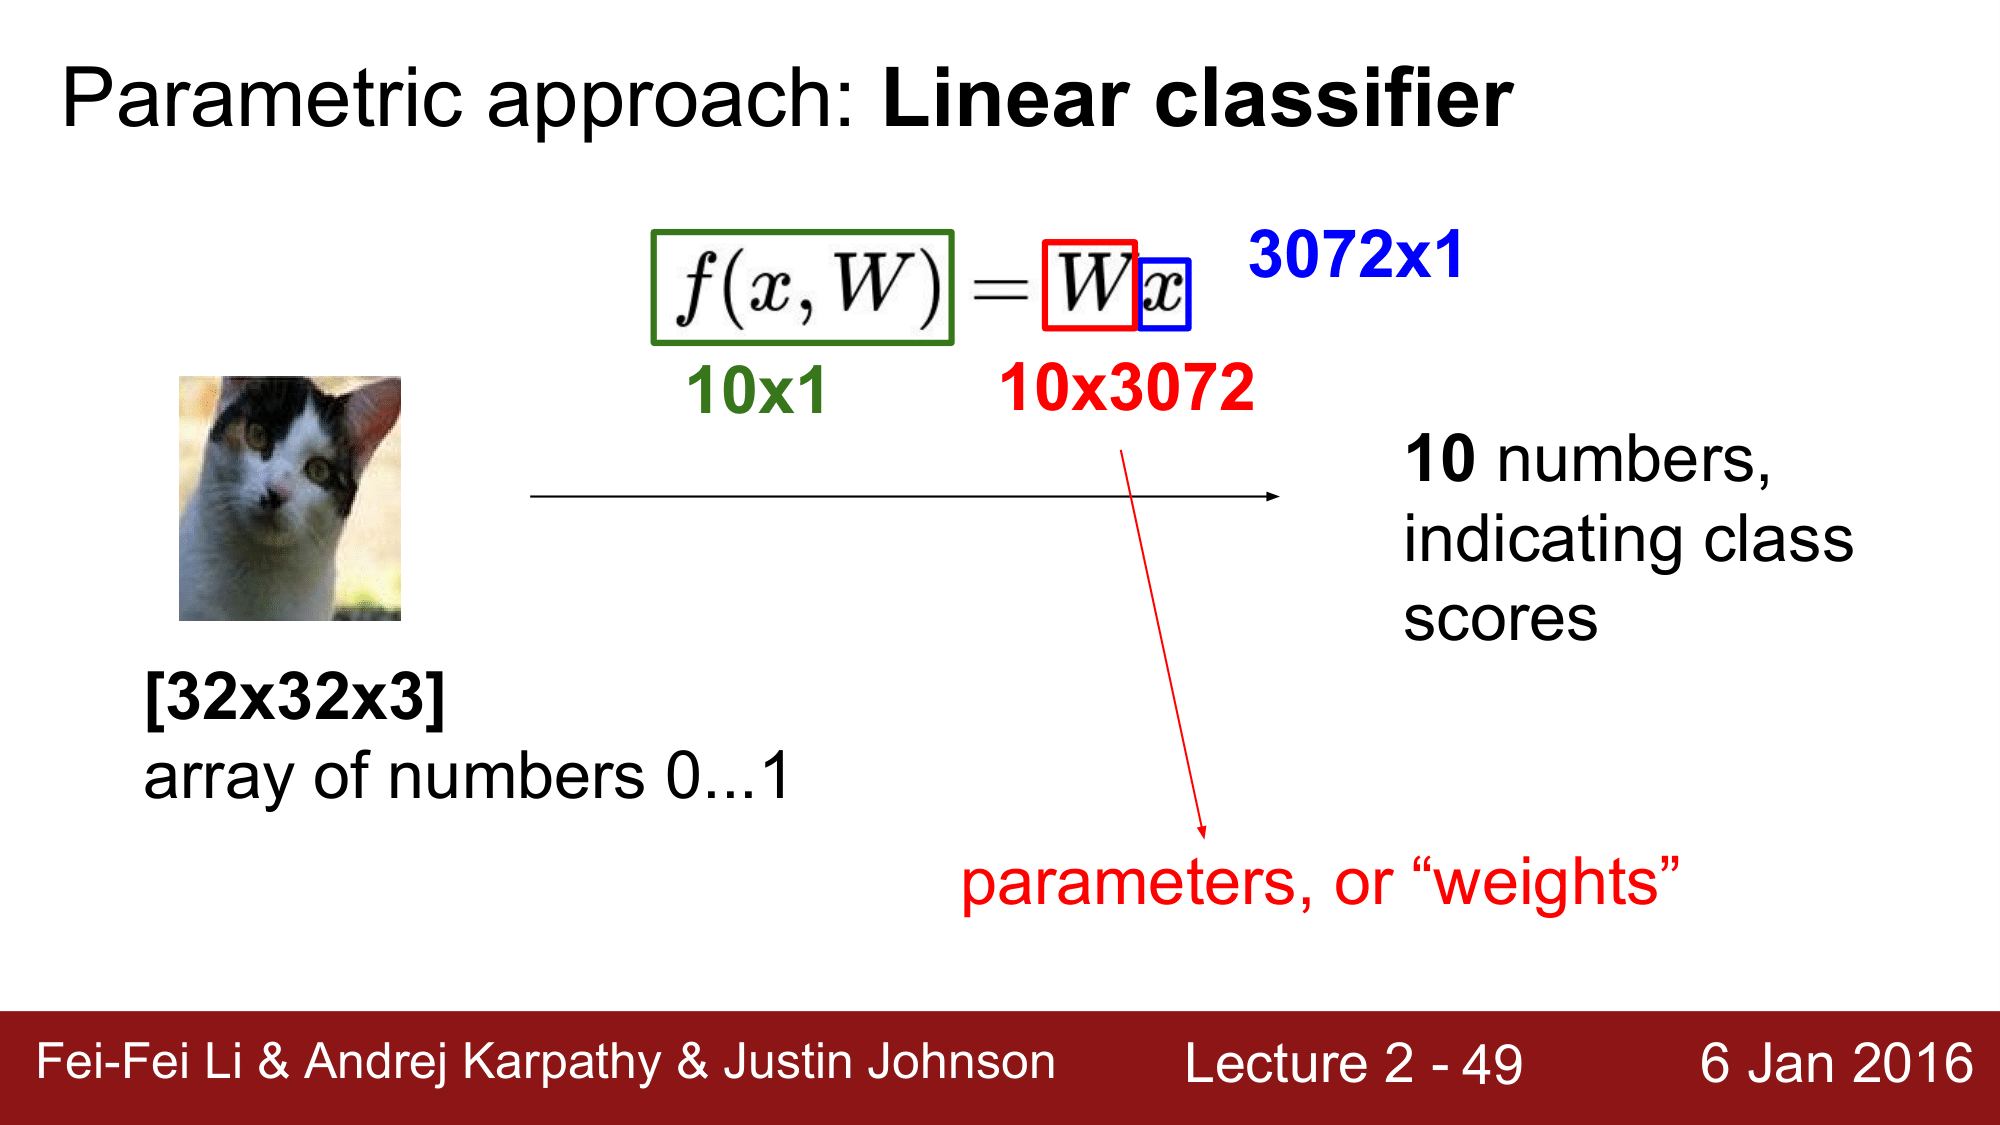 Parametric approach: Linear classifier
f(x, W) = Wx
3072x1
10x1
10x3072
10 numbers,
indicating class
scores
[32x32x3]
array of numbers 0...1
parameters, or “weights”
Fei-Fei Li & Andrej Karpathy & Justin Johnson
Lecture 2 - 49
6 Jan 2016